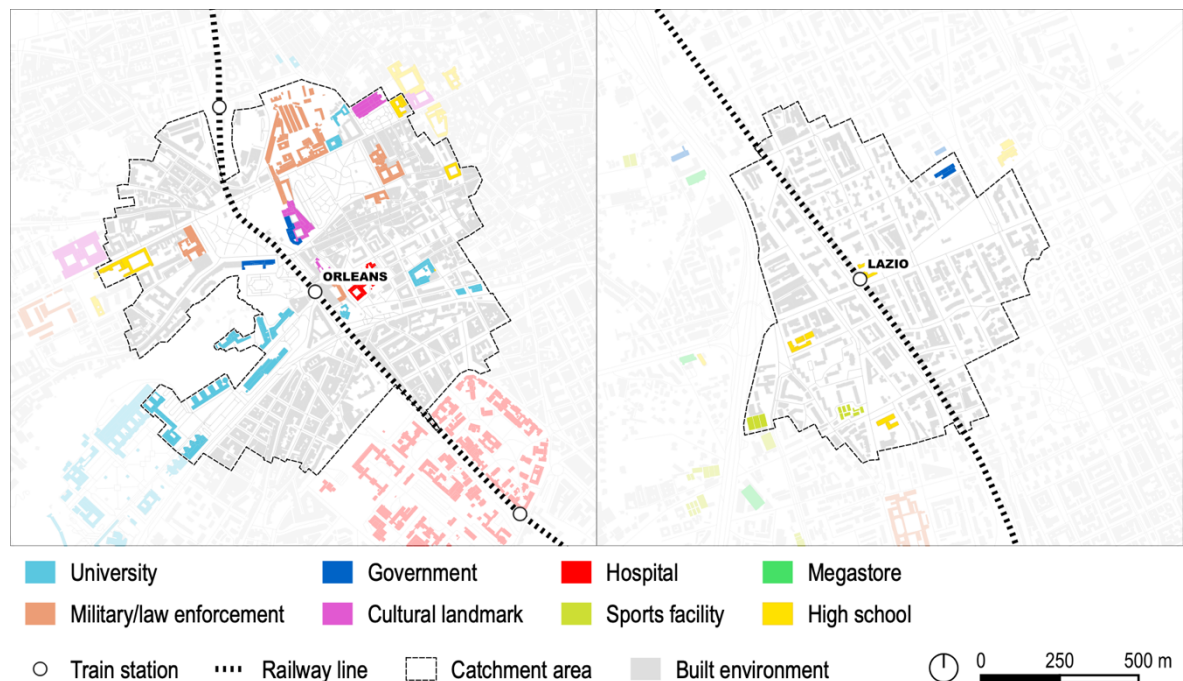 ORLEANS
LAZIO
University
Government
Hospital
Megastore
Military/law enforcement
Cultural landmark
Sports facility
High school
Train station
Railway line
Catchment area
Built environment
0 250 500 m